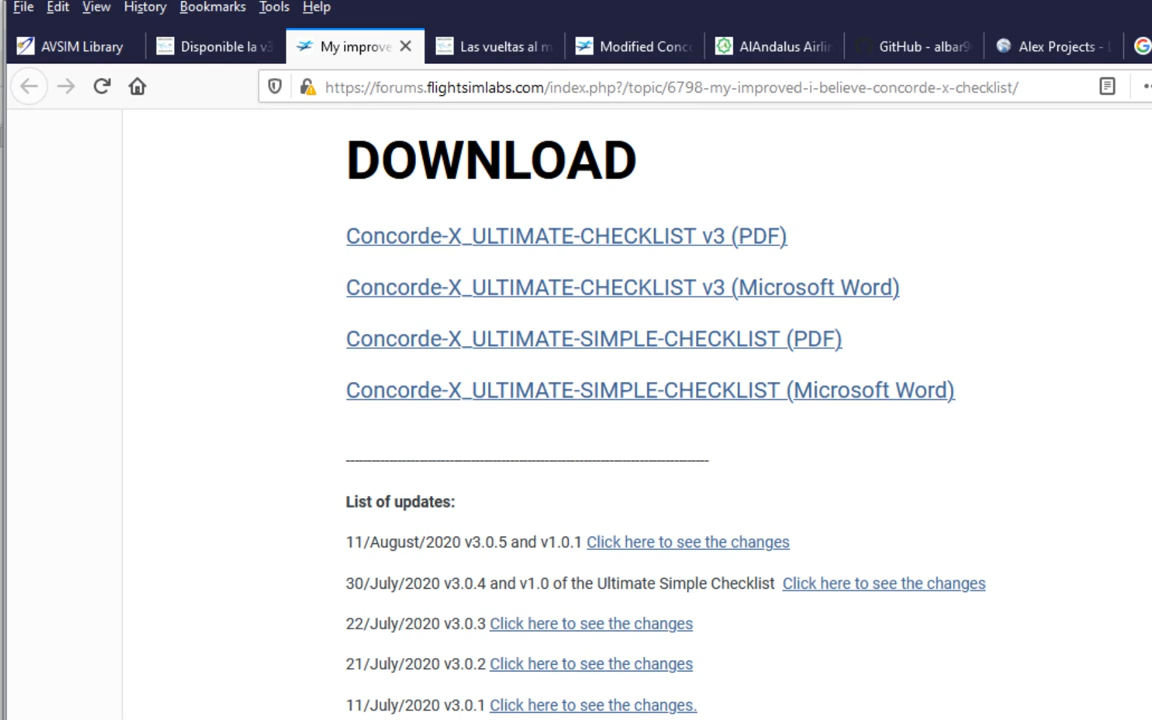 File Edit View History Bookmarks Tools Help
AVSIM Library Disponible la v3 My improve Las vueltas al m Modified Conc AlAndalus Airlin GitHub - albar9 Alex Projects -
https://forums.flightsimlabs.com/index.php?/topic/6798-my-improved-i-believe-concorde-x-checklist/
DOWNLOAD
Concorde-X_ULTIMATE-CHECKLIST v3 (PDF)
Concorde-X_ULTIMATE-CHECKLIST v3 (Microsoft Word)
Concorde-X_ULTIMATE-SIMPLE-CHECKLIST (PDF)
Concorde-X_ULTIMATE-SIMPLE-CHECKLIST (Microsoft Word)
List of updates:
11/August/2020 v3.0.5 and v1.0.1 Click here to see the changes
30/July/2020 v3.0.4 and v1.0 of the Ultimate Simple Checklist Click here to see the changes
22/July/2020 v3.0.3 Click here to see the changes
21/July/2020 v3.0.2 Click here to see the changes
11/July/2020 v3.0.1 Click here to see the changes.